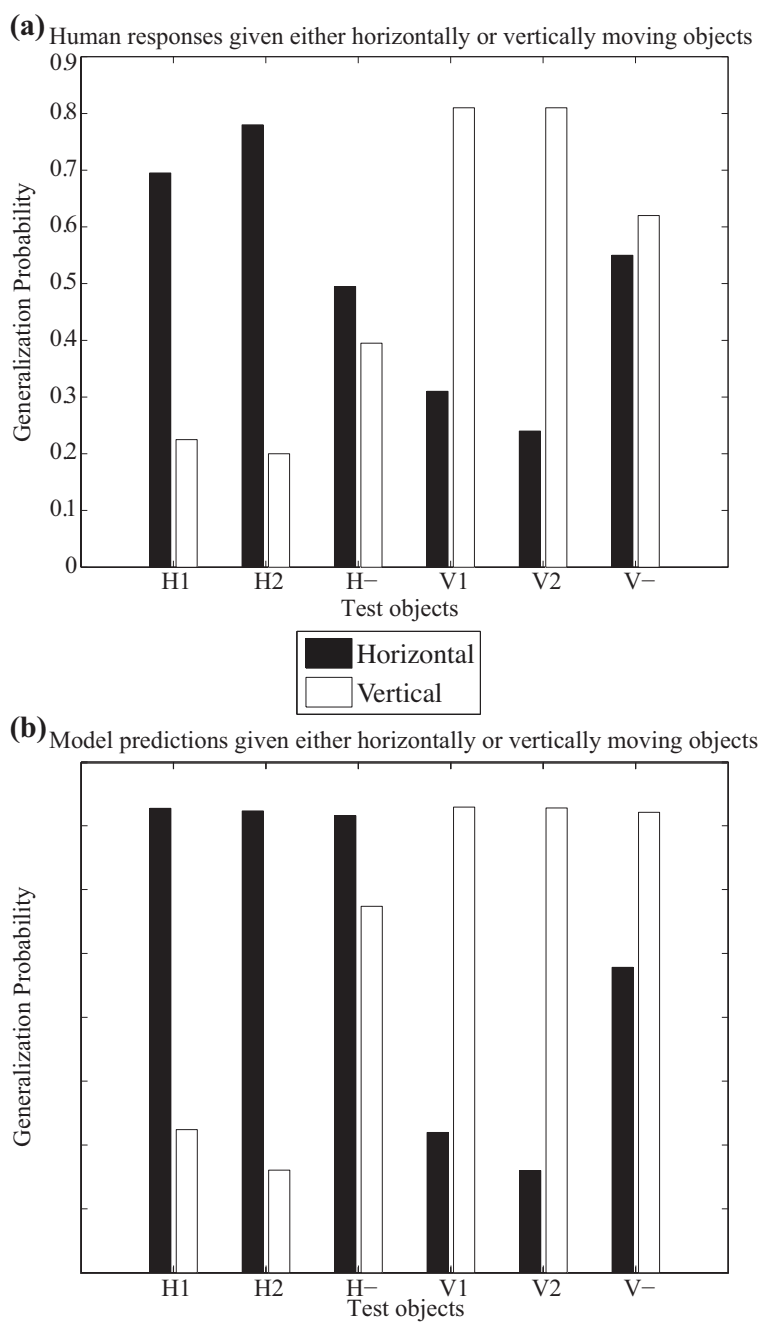 (a) Human responses given either horizontally or vertically moving objects
0.9
0.8
0.7
0.6
0.5
0.4
0.3
0.2
0.1
0
Generalization Probability
H1 H2 H− V1 V2 V−
Test objects
Horizontal
Vertical
(b) Model predictions given either horizontally or vertically moving objects
Generalization Probability
H1 H2 H− V1 V2 V−
Test objects